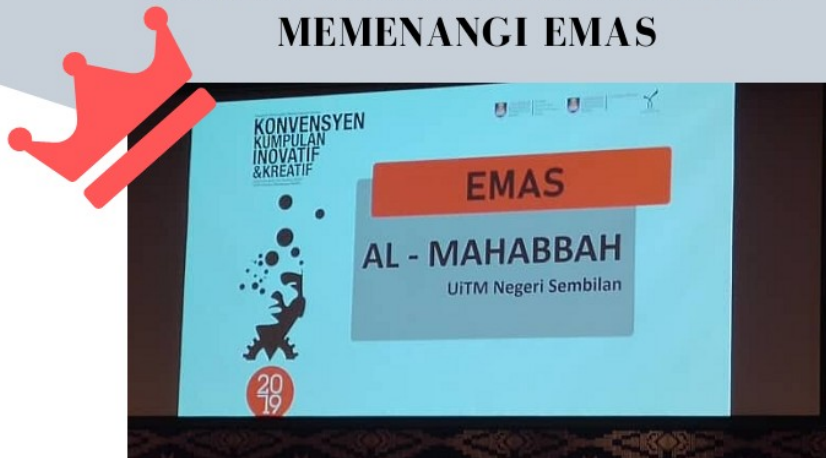 MEMENANGI EMAS
KONVENSYEN
KUMPULAN
INOVATIF
&KREATIF
EMAS
AL - MAHABBAH
UiTM Negeri Sembilan
20
19